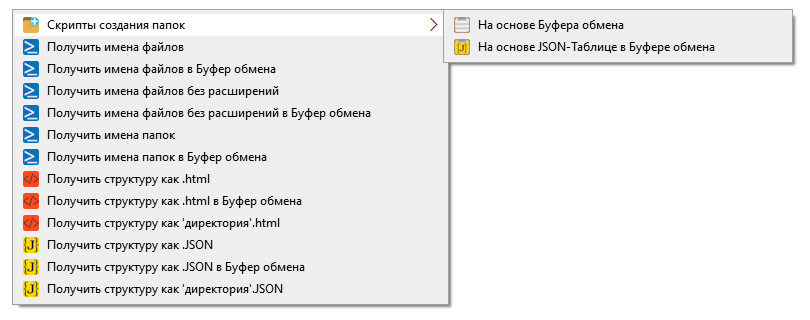 Скрипты создания папок
Получить имена файлов
Получить имена файлов в Буфер обмена
Получить имена файлов без расширений
Получить имена файлов без расширений в Буфер обмена
Получить имена папок
Получить имена папок в Буфер обмена
Получить структуру как .html
Получить структуру как .html в Буфер обмена
Получить структуру как 'директория'.html
Получить структуру как .JSON
Получить структуру как .JSON в Буфер обмена
Получить структуру как 'директория'.JSON
На основе Буфера обмена
На основе JSON-Таблице в Буфере обмена